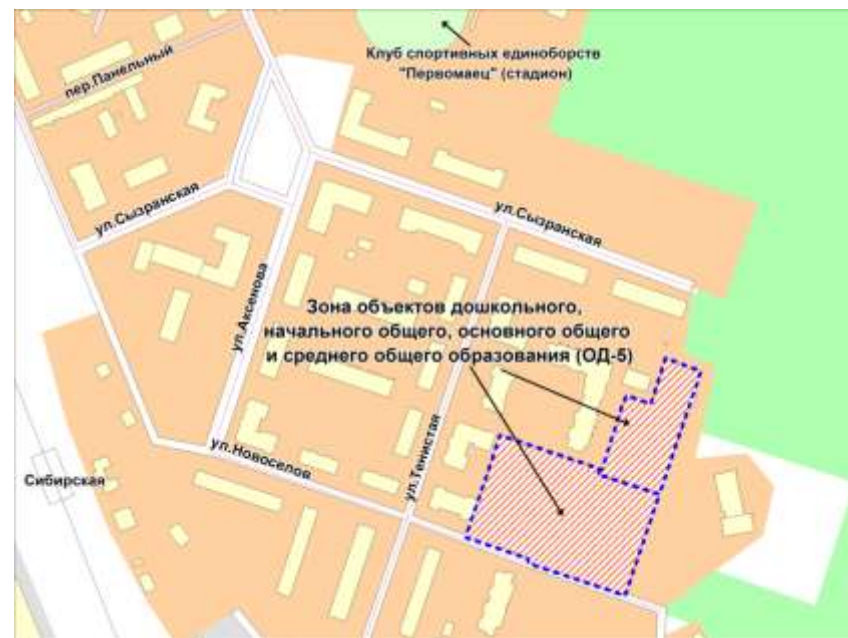 Клуб спортивных единоборств
"Первомаец" (стадион)
пер.Панельный
ул.Сызранская
ул.Сызранская
ул.Аксенова
Зона объектов дошкольного,
начального общего, основного общего
и среднего общего образования (ОД-5)
ул.Тенистая
ул.Новоселов
Сибирская